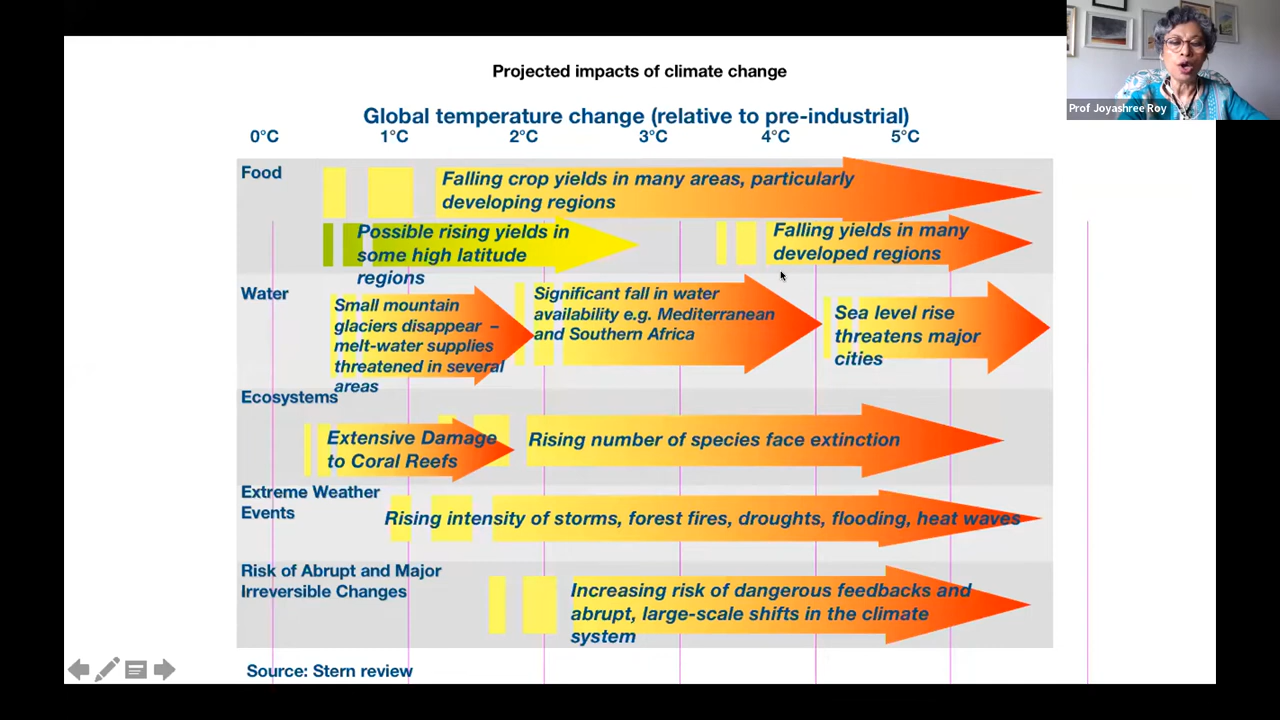 Projected impacts of climate change
Prof Joyashree Roy
Global temperature change (relative to pre-industrial)
0°C 1°C 2°C 3°C 4°C 5°C
Food
Falling crop yields in many areas, particularly
developing regions
Possible rising yields in
some high latitude
regions
Falling yields in many
developed regions
Water
Small mountain
glaciers disappear –
melt-water supplies
threatened in several
areas
Significant fall in water
availability e.g. Mediterranean
and Southern Africa
Sea level rise
threatens major
cities
Ecosystems
Extensive Damage
to Coral Reefs
Rising number of species face extinction
Extreme Weather
Events
Rising intensity of storms, forest fires, droughts, flooding, heat waves
Risk of Abrupt and Major
Irreversible Changes
Increasing risk of dangerous feedbacks and
abrupt, large-scale shifts in the climate
system
Source: Stern review